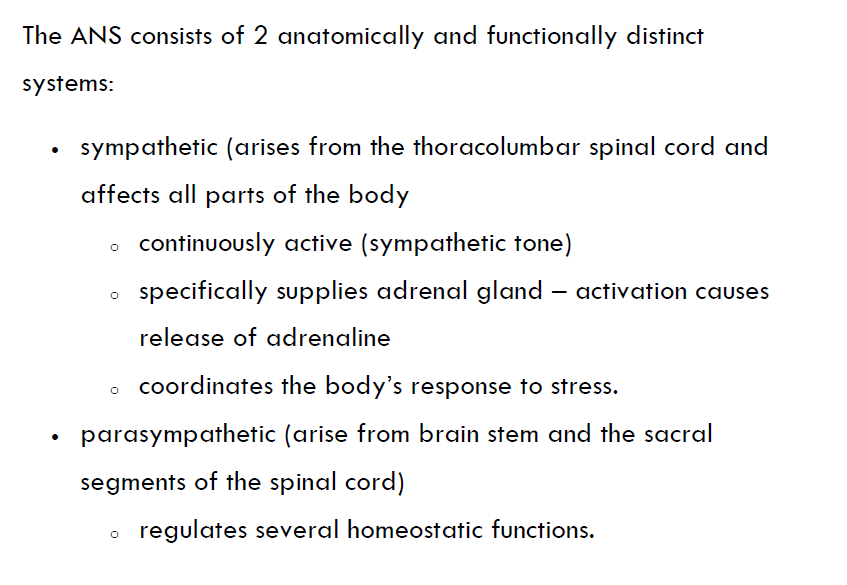 The ANS consists of 2 anatomically and functionally distinct
systems:
• sympathetic (arises from the thoracolumbar spinal cord and
affects all parts of the body
○ continuously active (sympathetic tone)
○ specifically supplies adrenal gland – activation causes
release of adrenaline
○ coordinates the body's response to stress.
• parasympathetic (arise from brain stem and the sacral
segments of the spinal cord)
○ regulates several homeostatic functions.